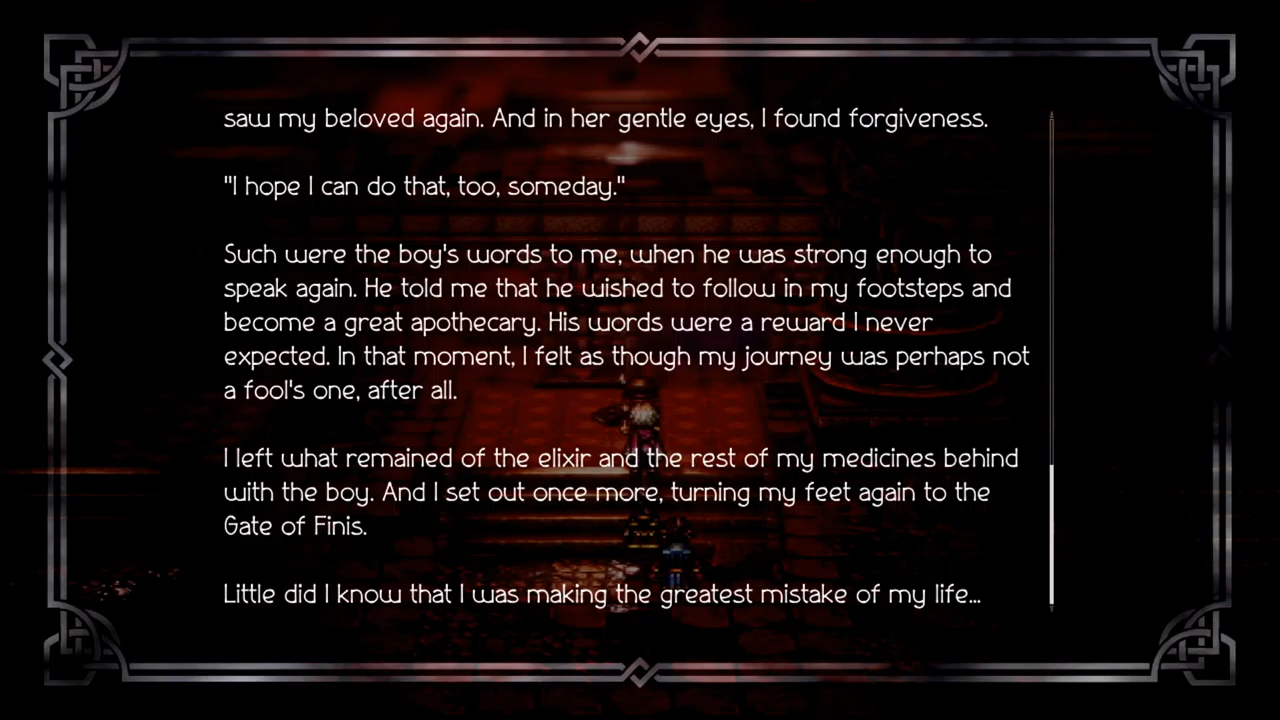 saw my beloved again. And in her gentle eyes, I found forgiveness.
"I hope I can do that, too, someday."
Such were the boy's words to me, when he was strong enough to
speak again. He told me that he wished to follow in my footsteps and
become a great apothecary. His words were a reward I never
expected. In that moment, I felt as though my journey was perhaps not
a fool's one, after all.
I left what remained of the elixir and the rest of my medicines behind
with the boy. And I set out once more, turning my feet again to the
Gate of Finis.
Little did I know that I was making the greatest mistake of my life...